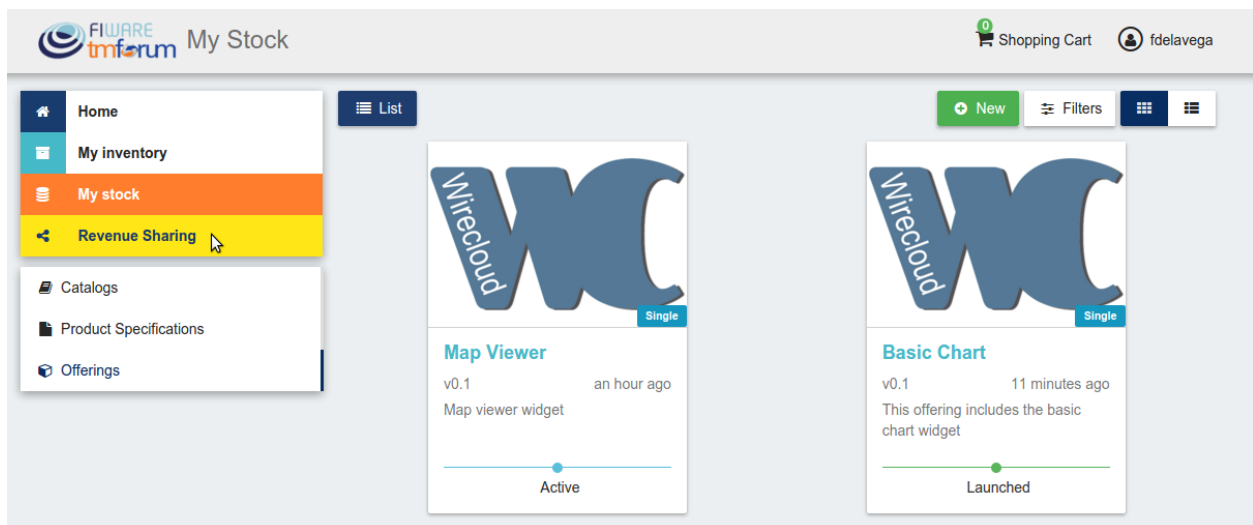 FIWARE
tmforum
My Stock
0
Shopping Cart
fdelavega
Home
My inventory
My stock
Revenue Sharing
Catalogs
Product Specifications
Offerings
List
New
Filters
Wirecloud
WC
Single
Map Viewer
v0.1 an hour ago
Map viewer widget
Active
Wirecloud
WC
Single
Basic Chart
v0.1 11 minutes ago
This offering includes the basic
chart widget
Launched